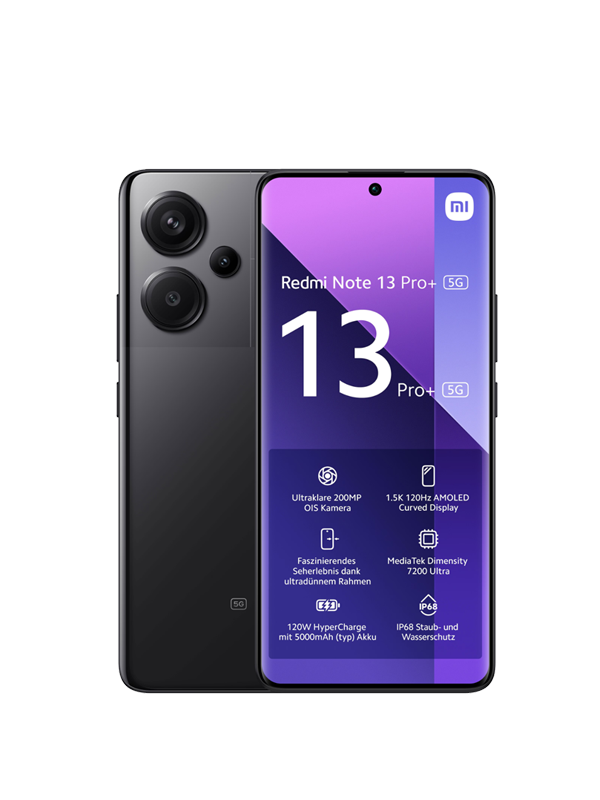 mi
Redmi Note 13 Pro+ 5G
13 Pro+ 5G
Ultraklare 200MP
OIS Kamera
1.5K 120Hz AMOLED
Curved Display
Faszinierendes
Seherlebnis dank
ultradünnem Rahmen
MediaTek Dimensity
7200 Ultra
120W HyperCharge
mit 5000mAh (typ) Akku
IP68
IP68 Staub- und
Wasserschutz
5G